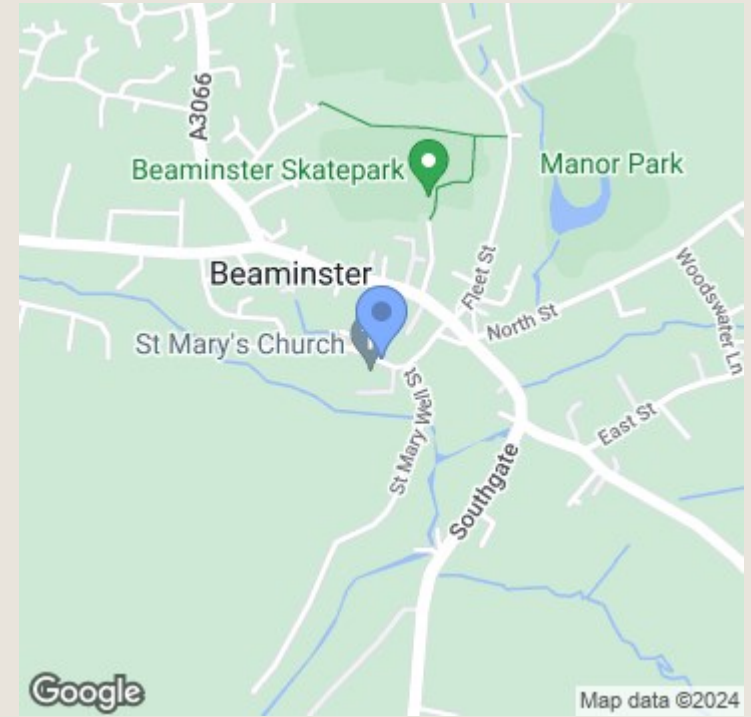 A3066
Beaminster Skatepark
Manor Park
Beaminster
Fleet St
Woodswater Ln
North St
St Mary's Church
St Mary Well St
East St
Southgate
Google
Map data ©2024